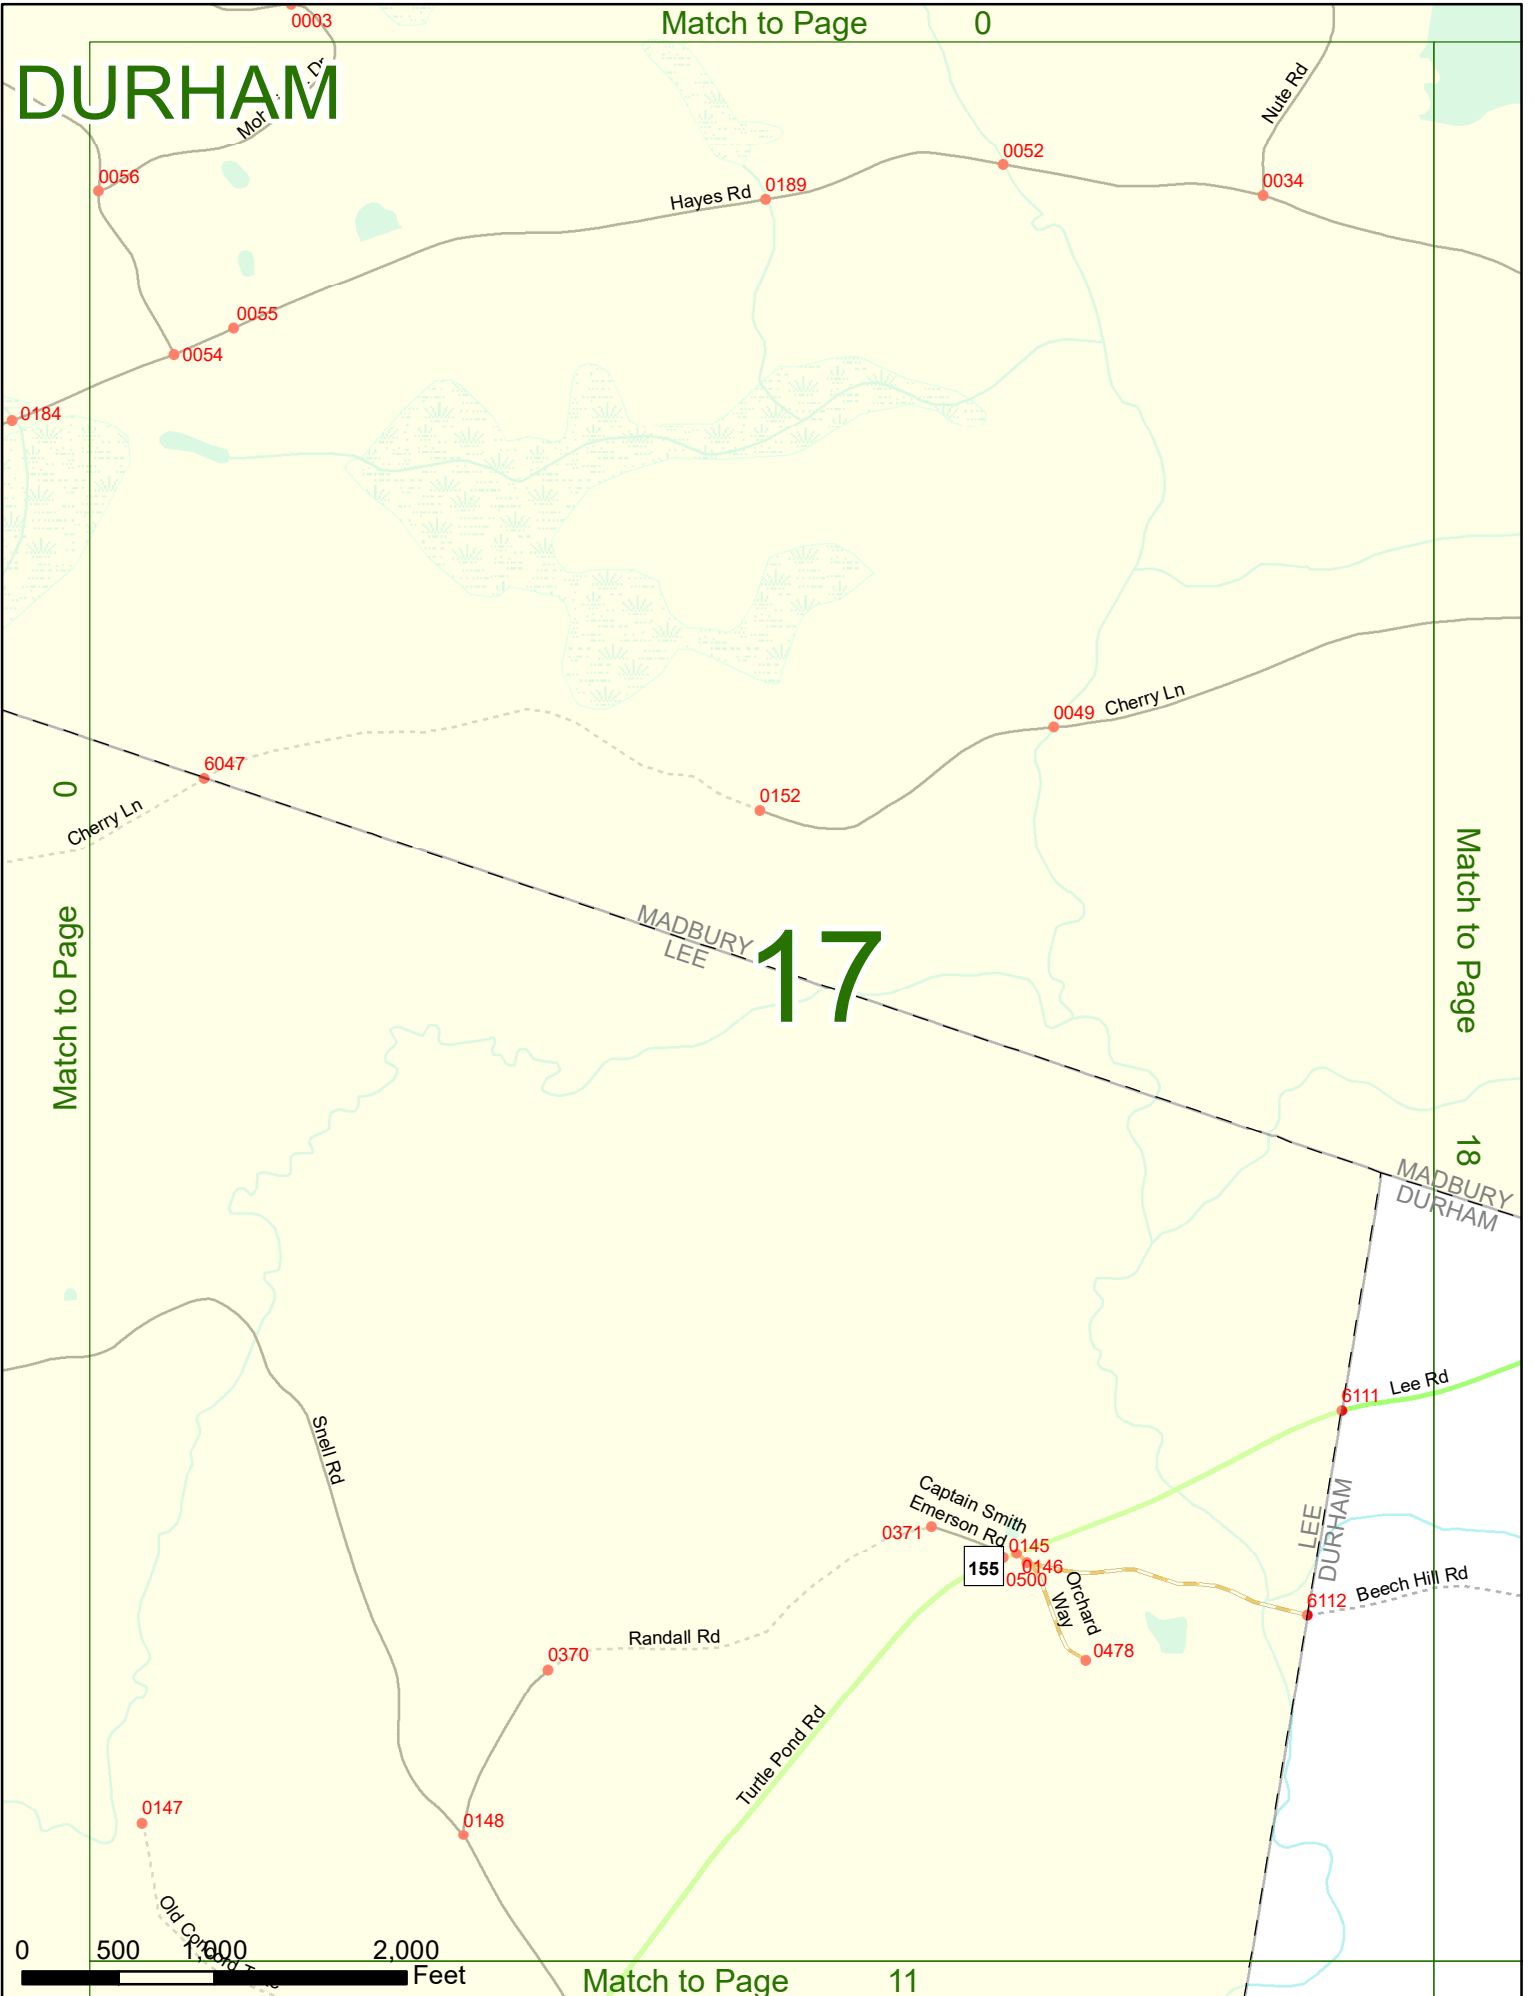 Match to Page 0
0003
DURHAM
Nute Rd
0056
0052
0034
Hayes Rd
0189
0055
0054
0184
Cherry Ln
0049
6047
0152
Cherry Ln
Match to Page 0
MADBURY
LEE
17
Match to Page 18
MADBURY
DURHAM
Lee Rd
6111
Snell Rd
Captain Smith
Emerson Rd
0371
0145
0146
0500
155
LEE
DURHAM
Orchard
Way
Beech Hill Rd
6112
Randall Rd
0370
0478
Turtle Pond Rd
0147
0148
Old Concord
0 500 1,000 2,000
Feet
Match to Page 11